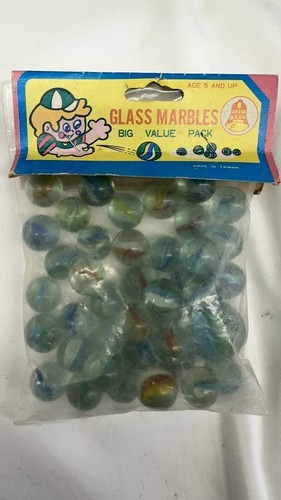 AGE 5 AND UP
GLASS MARBLES
BIG VALUE PACK
MADE IN TAIWAN